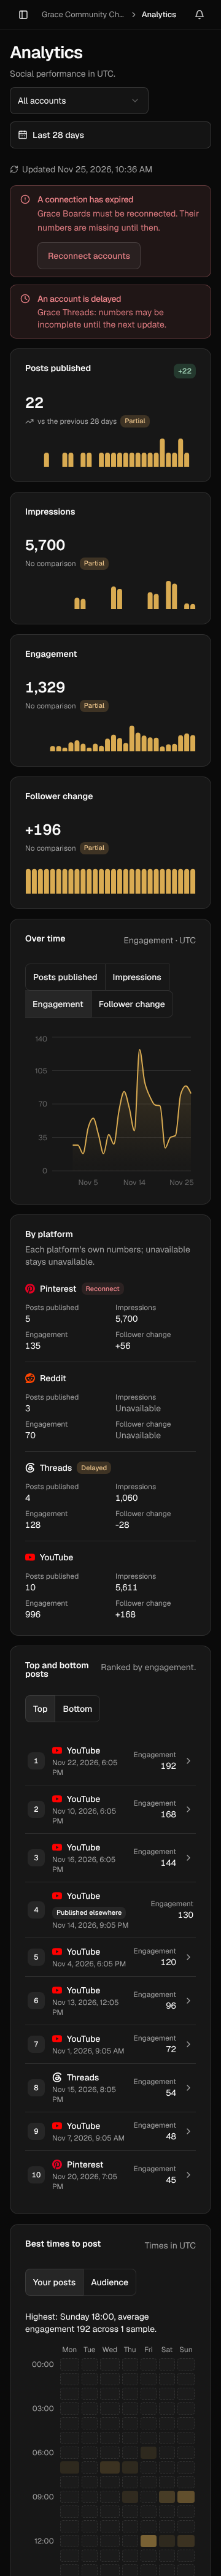 Grace Community Ch... > Analytics
Analytics
Social performance in UTC.
All accounts
Last 28 days
Updated Nov 25, 2026, 10:36 AM
A connection has expired
Grace Boards must be reconnected. Their
numbers are missing until then.
Reconnect accounts
An account is delayed
Grace Threads: numbers may be
incomplete until the next update.
Posts published
+22
22
vs the previous 28 days Partial
Impressions
5,700
No comparison Partial
Engagement
1,329
No comparison Partial
Follower change
+196
No comparison Partial
Over time
Engagement · UTC
Posts published Impressions
Engagement Follower change
140
105
70
35
0
Nov 5 Nov 14 Nov 25
By platform
Each platform's own numbers; unavailable
stays unavailable.
Pinterest Reconnect
Posts published Impressions
5 5,700
Engagement Follower change
135 +56
Reddit
Posts published Impressions
3 Unavailable
Engagement Follower change
70 Unavailable
Threads Delayed
Posts published Impressions
4 1,060
Engagement Follower change
128 -28
YouTube
Posts published Impressions
10 5,611
Engagement Follower change
996 +168
Top and bottom
posts
Ranked by engagement.
Top Bottom
1 YouTube
Nov 22, 2026, 6:05
PM
Engagement
192
2 YouTube
Nov 10, 2026, 6:05
PM
Engagement
168
3 YouTube
Nov 16, 2026, 6:05
PM
Engagement
144
4 YouTube
Published elsewhere
Nov 14, 2026, 9:05 PM
Engagement
130
5 YouTube
Nov 4, 2026, 6:05 PM
Engagement
120
6 YouTube
Nov 13, 2026, 12:05
PM
Engagement
96
7 YouTube
Nov 1, 2026, 9:05 AM
Engagement
72
8 Threads
Nov 15, 2026, 8:05
PM
Engagement
54
9 YouTube
Nov 7, 2026, 9:05 AM
Engagement
48
10 Pinterest
Nov 20, 2026, 7:05
PM
Engagement
45
Best times to post
Times in UTC
Your posts Audience
Highest: Sunday 18:00, average
engagement 192 across 1 sample.
Mon Tue Wed Thu Fri Sat Sun
00:00
03:00
06:00
09:00
12:00